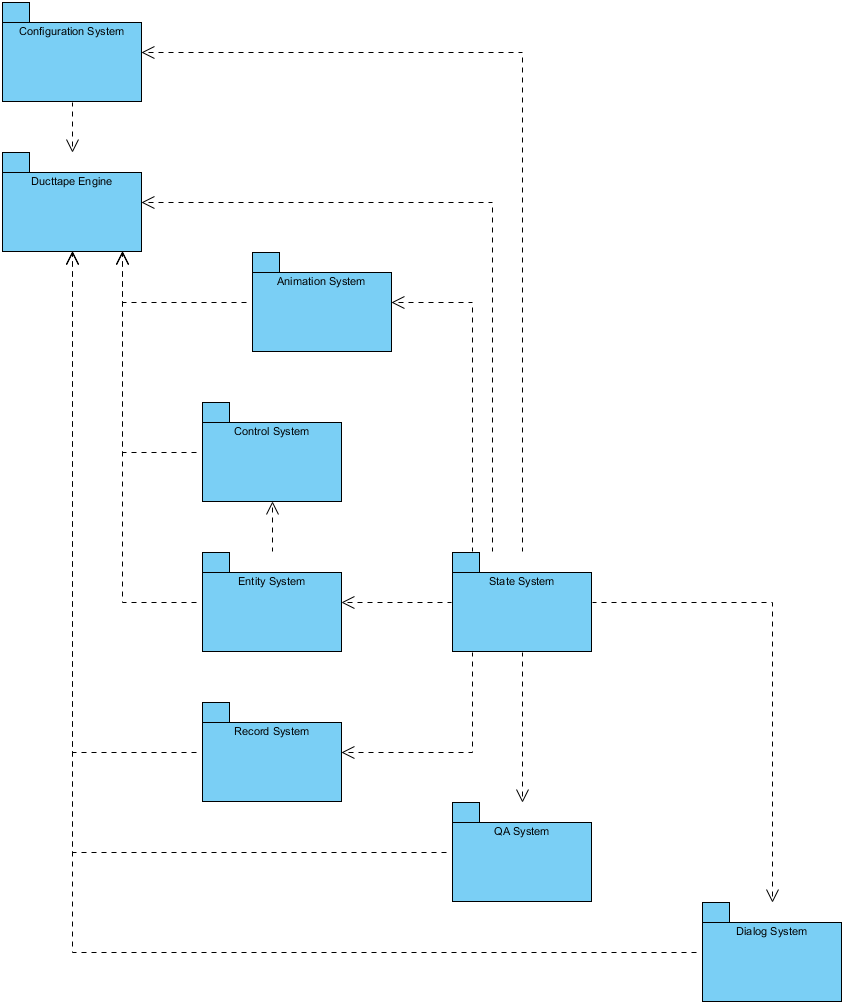 Configuration System
Ducttape Engine
Animation System
Control System
Entity System
State System
Record System
QA System
Dialog System